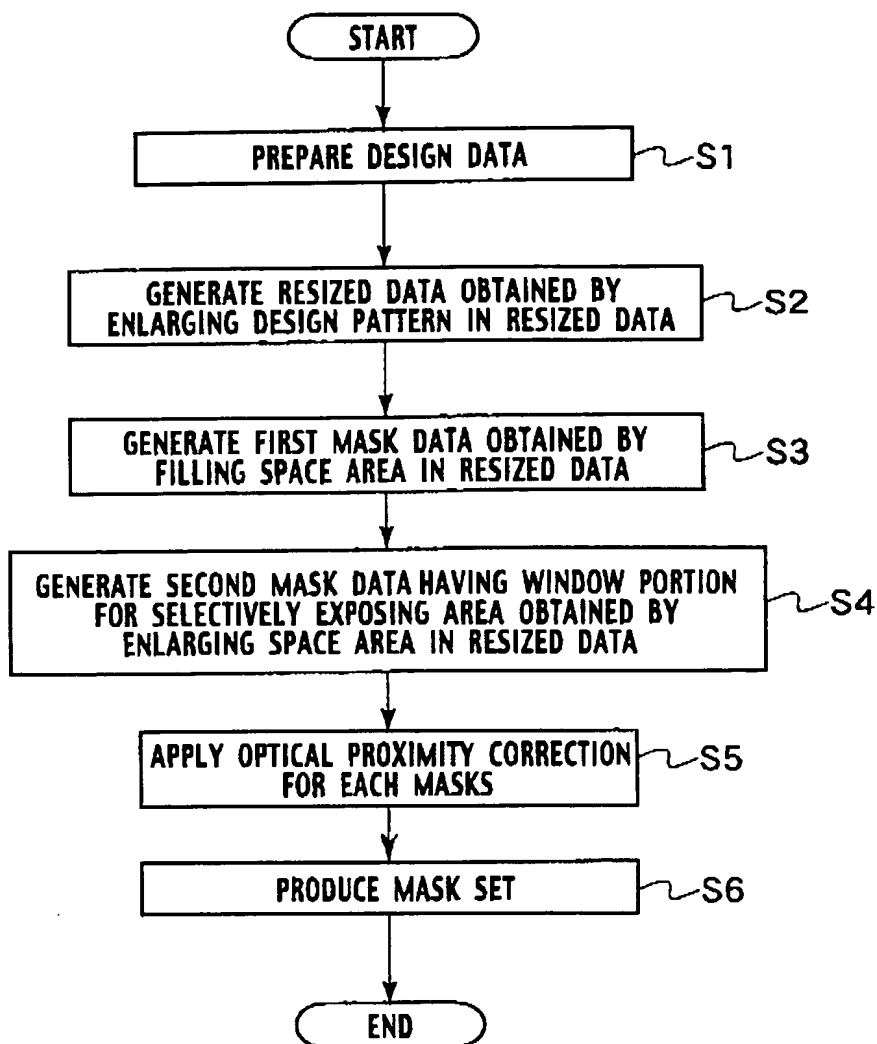 START
PREPARE DESIGN DATA
S1
GENERATE RESIZED DATA OBTAINED BY
ENLARGING DESIGN PATTERN IN RESIZED DATA
S2
GENERATE FIRST MASK DATA OBTAINED BY
FILLING SPACE AREA IN RESIZED DATA
S3
GENERATE SECOND MASK DATA HAVING WINDOW PORTION
FOR SELECTIVELY EXPOSING AREA OBTAINED BY
ENLARGING SPACE AREA IN RESIZED DATA
S4
APPLY OPTICAL PROXIMITY CORRECTION
FOR EACH MASKS
S5
PRODUCE MASK SET
S6
END